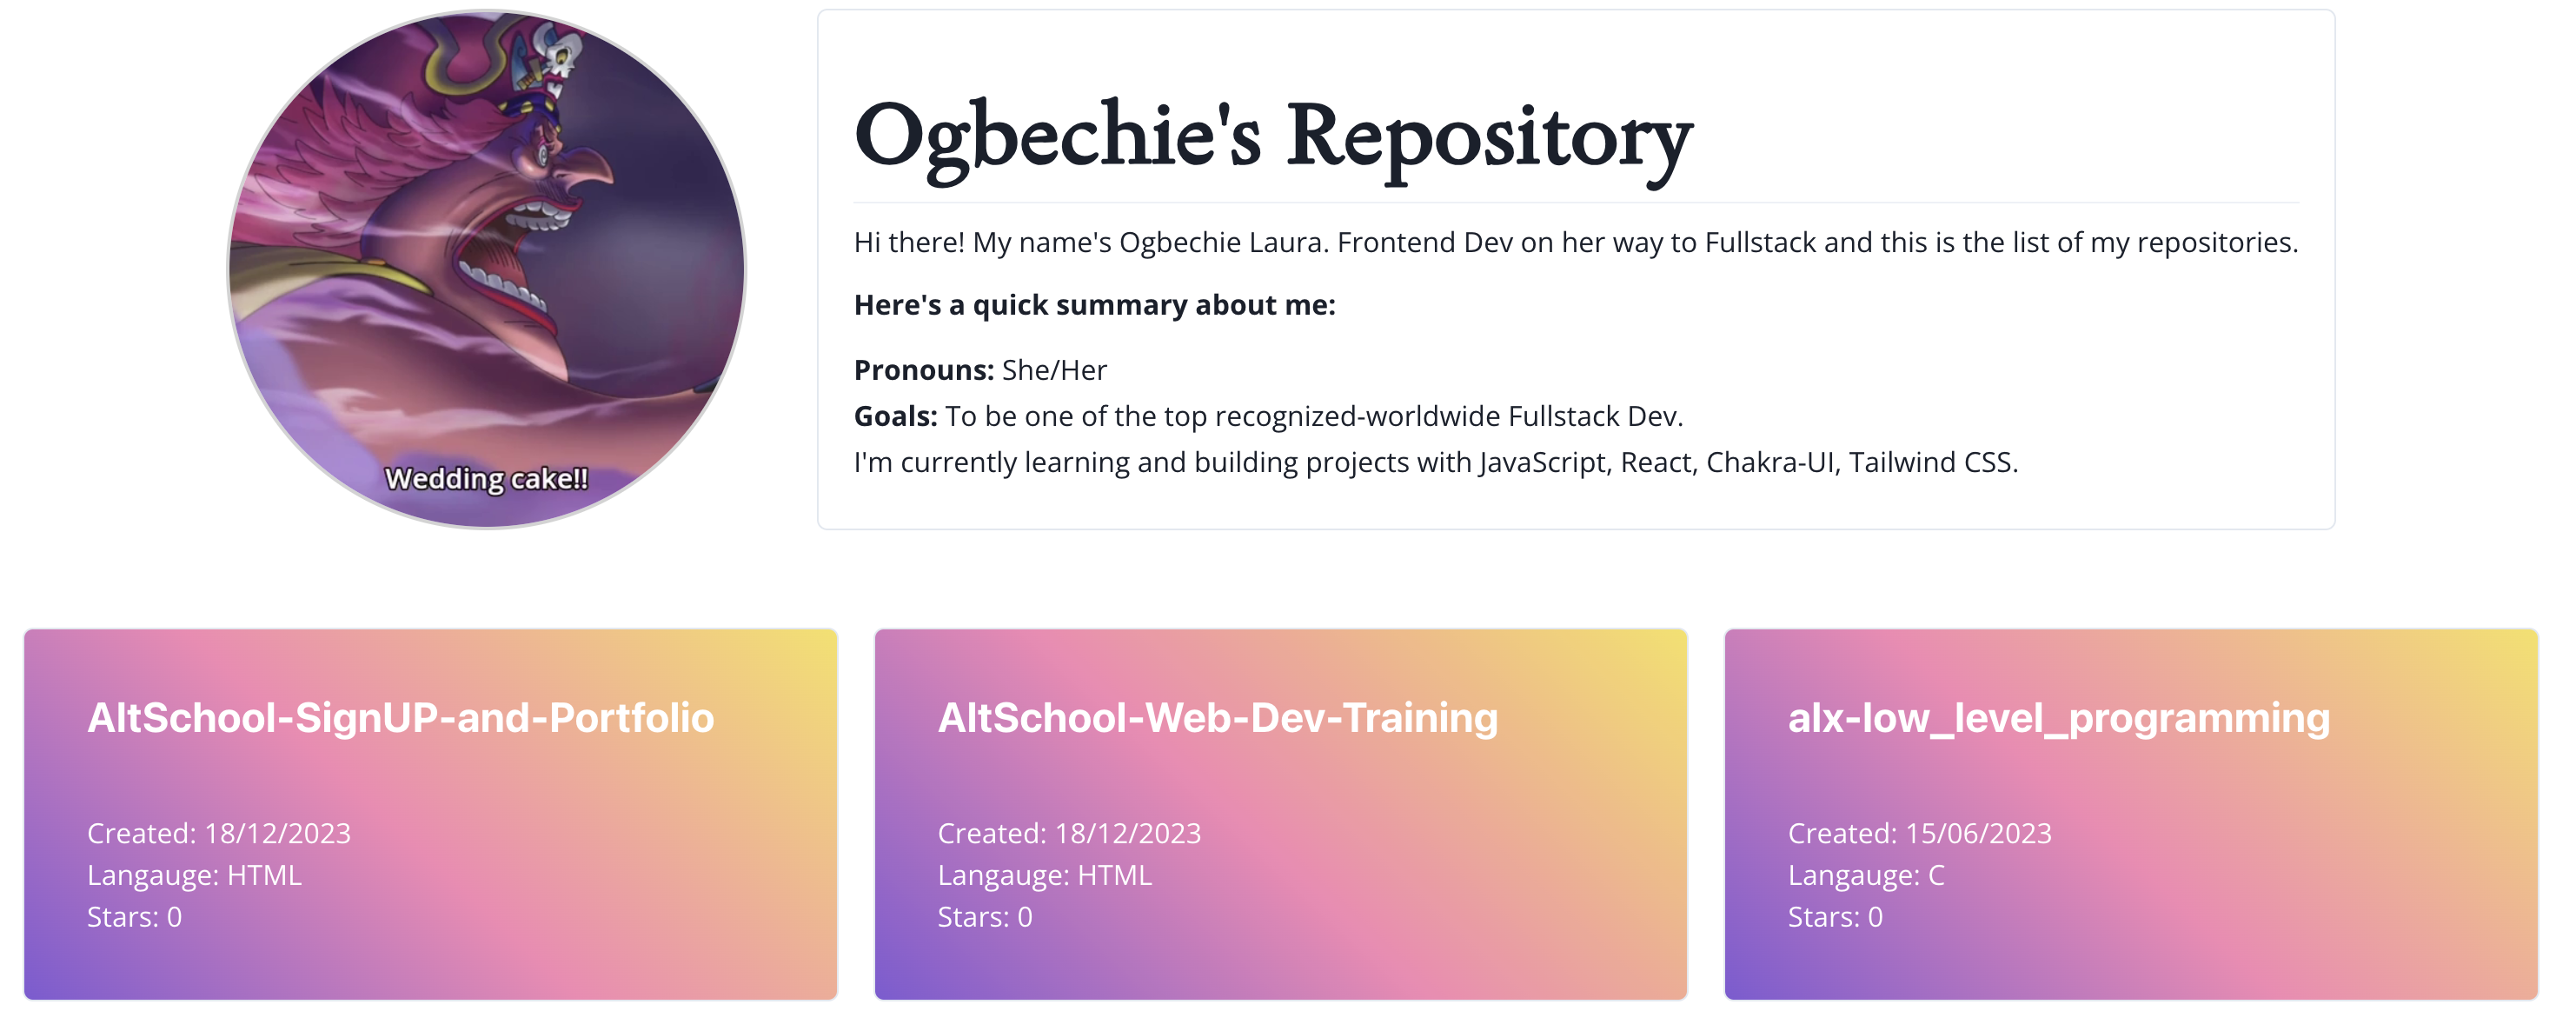 Wedding cake!!
Ogbechie's Repository
Hi there! My name's Ogbechie Laura. Frontend Dev on her way to Fullstack and this is the list of my repositories.
Here's a quick summary about me:
Pronouns: She/Her
Goals: To be one of the top recognized-worldwide Fullstack Dev.
I'm currently learning and building projects with JavaScript, React, Chakra-UI, Tailwind CSS.
AltSchool-SignUP-and-Portfolio
Created: 18/12/2023
Langauge: HTML
Stars: 0
AltSchool-Web-Dev-Training
Created: 18/12/2023
Langauge: HTML
Stars: 0
alx-low_level_programming
Created: 15/06/2023
Langauge: C
Stars: 0